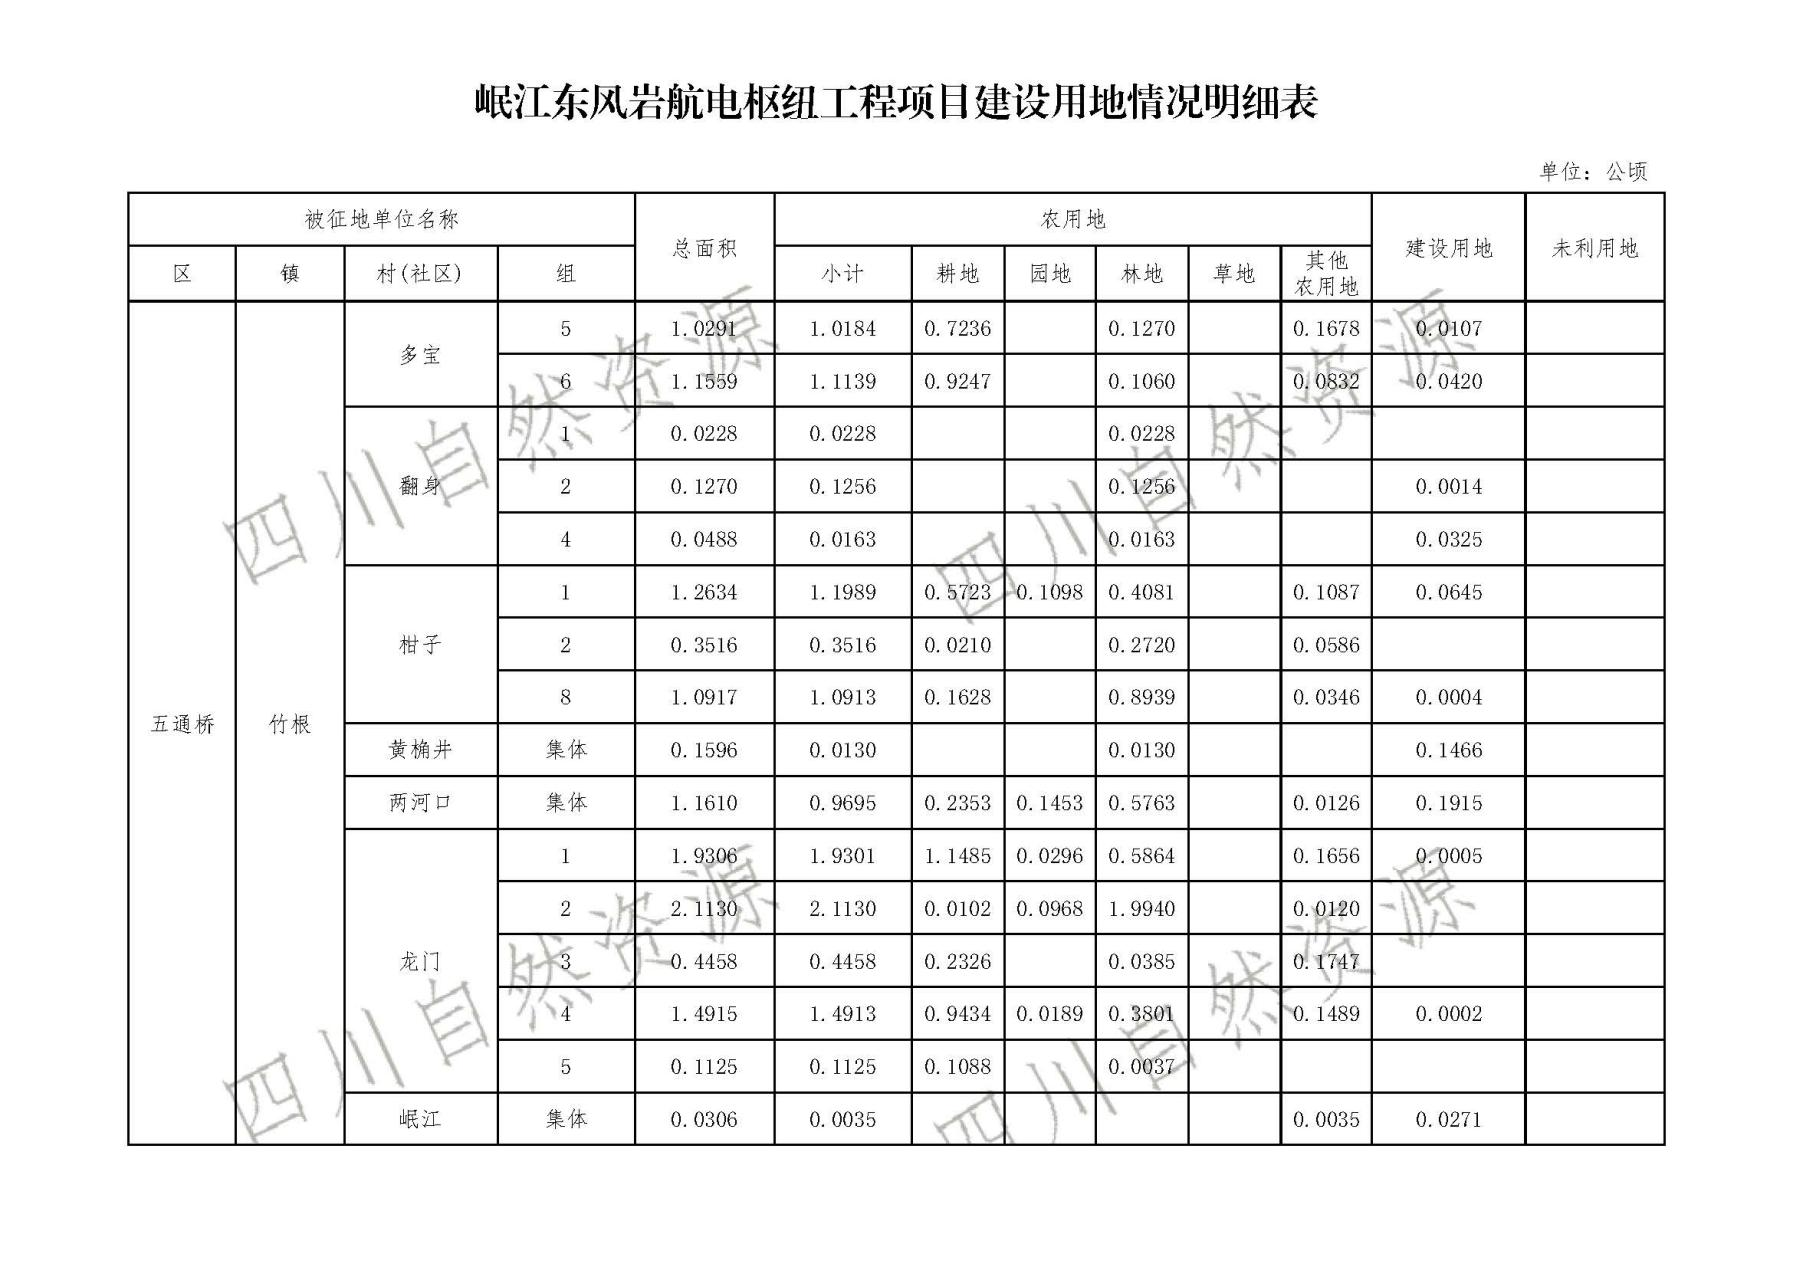 岷江东风岩航电枢纽工程项目建设用地情况明细表
单位：公顷
被征地单位名称 总面积 农用地 建设用地 未利用地
区 镇 村(社区) 组 小计 耕地 园地 林地 草地 其他农用地
五通桥 竹根 多宝 5 1.0291 1.0184 0.7236 0.1270 0.1678 0.0107
6 1.1559 1.1139 0.9247 0.1060 0.0832 0.0420
翻身 1 0.0228 0.0228 0.0228
2 0.1270 0.1256 0.1256 0.0014
4 0.0488 0.0163 0.0163 0.0325
柑子 1 1.2634 1.1989 0.5723 0.1098 0.4081 0.1087 0.0645
2 0.3516 0.3516 0.0210 0.2720 0.0586
8 1.0917 1.0913 0.1628 0.8939 0.0346 0.0004
黄桷井 集体 0.1596 0.0130 0.0130 0.1466
两河口 集体 1.1610 0.9695 0.2353 0.1453 0.5763 0.0126 0.1915
龙门 1 1.9306 1.9301 1.1485 0.0296 0.5864 0.1656 0.0005
2 2.1130 2.1130 0.0102 0.0968 1.9940 0.0120
3 0.4458 0.4458 0.2326 0.0385 0.1747
4 1.4915 1.4913 0.9434 0.0189 0.3801 0.1489 0.0002
5 0.1125 0.1125 0.1088 0.0037
岷江 集体 0.0306 0.0035 0.0035 0.0271
四川自然资源
四川自然资源
四川自然资源
四川自然资源